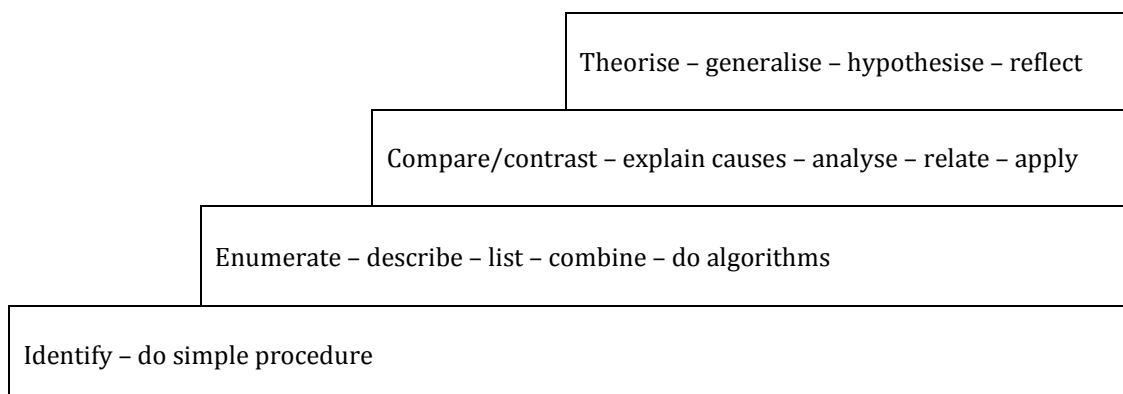 Theorise – generalise – hypothesise – reflect
Compare/contrast – explain causes – analyse – relate – apply
Enumerate – describe – list – combine – do algorithms
Identify – do simple procedure